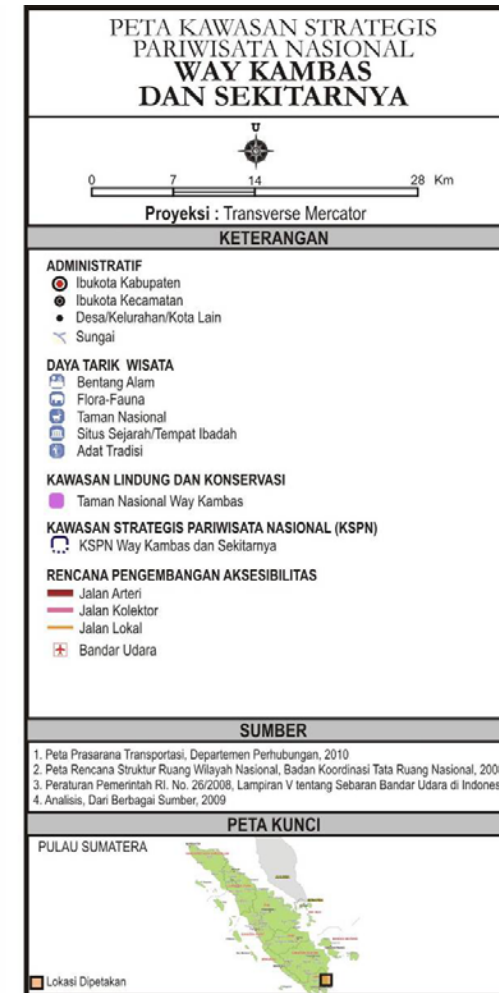 PETA KAWASAN STRATEGIS
PARIWISATA NASIONAL
WAY KAMBAS
DAN SEKITARNYA
U
0 7 14 28 Km
Proyeksi : Transverse Mercator
KETERANGAN
ADMINISTRATIF
Ibukota Kabupaten
Ibukota Kecamatan
Desa/Kelurahan/Kota Lain
Sungai
DAYA TARIK WISATA
Bentang Alam
Flora-Fauna
Taman Nasional
Situs Sejarah/Tempat Ibadah
Adat Tradisi
KAWASAN LINDUNG DAN KONSERVASI
Taman Nasional Way Kambas
KAWASAN STRATEGIS PARIWISATA NASIONAL (KSPN)
KSPN Way Kambas dan Sekitarnya
RENCANA PENGEMBANGAN AKSESIBILITAS
Jalan Arteri
Jalan Kolektor
Jalan Lokal
Bandar Udara
SUMBER
1. Peta Prasarana Transportasi, Departemen Perhubungan, 2010
2. Peta Rencana Struktur Ruang Wilayah Nasional, Badan Koordinasi Tata Ruang Nasional, 200
3. Peraturan Pemerintah RI. No. 26/2008, Lampiran V tentang Sebaran Bandar Udara di Indones
4. Analisis, Dari Berbagai Sumber, 2009
PETA KUNCI
PULAU SUMATERA
Lokasi Dipetakan